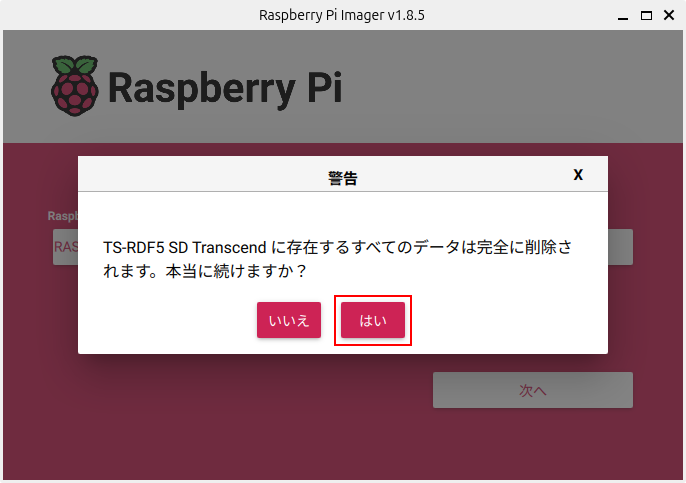 Raspberry Pi Imager v1.8.5
Raspberry Pi
警告
X
Raspb
RAS
TS-RDF5 SD Transcend に存在するすべてのデータは完全に削除さ
れます。本当に続けますか？
いいえ はい
次へ